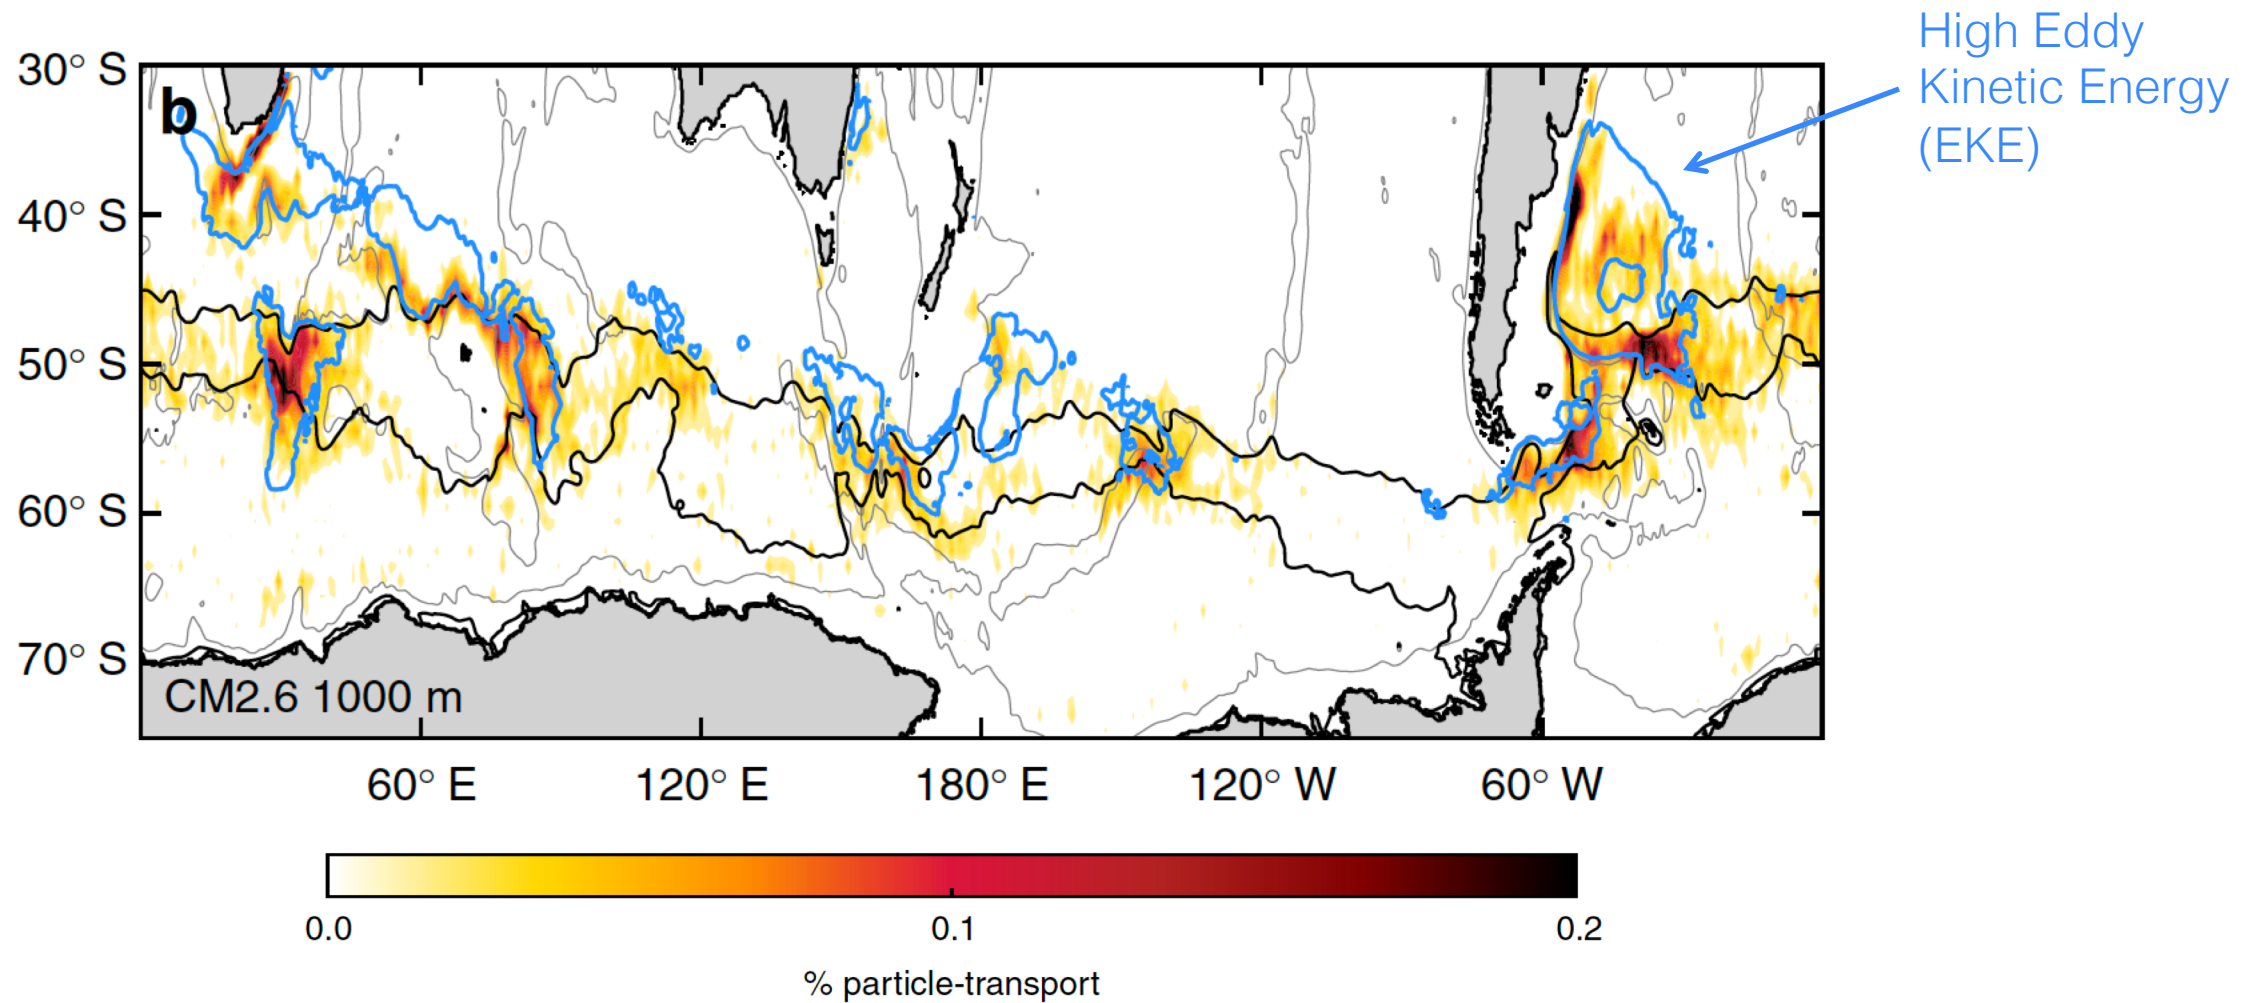 High Eddy
Kinetic Energy
(EKE)
30° S
b
40° S
50° S
60° S
70° S
CM2.6 1000 m
60° E
120° E
180° E
120° W
60° W
0.0
0.1
0.2
% particle-transport